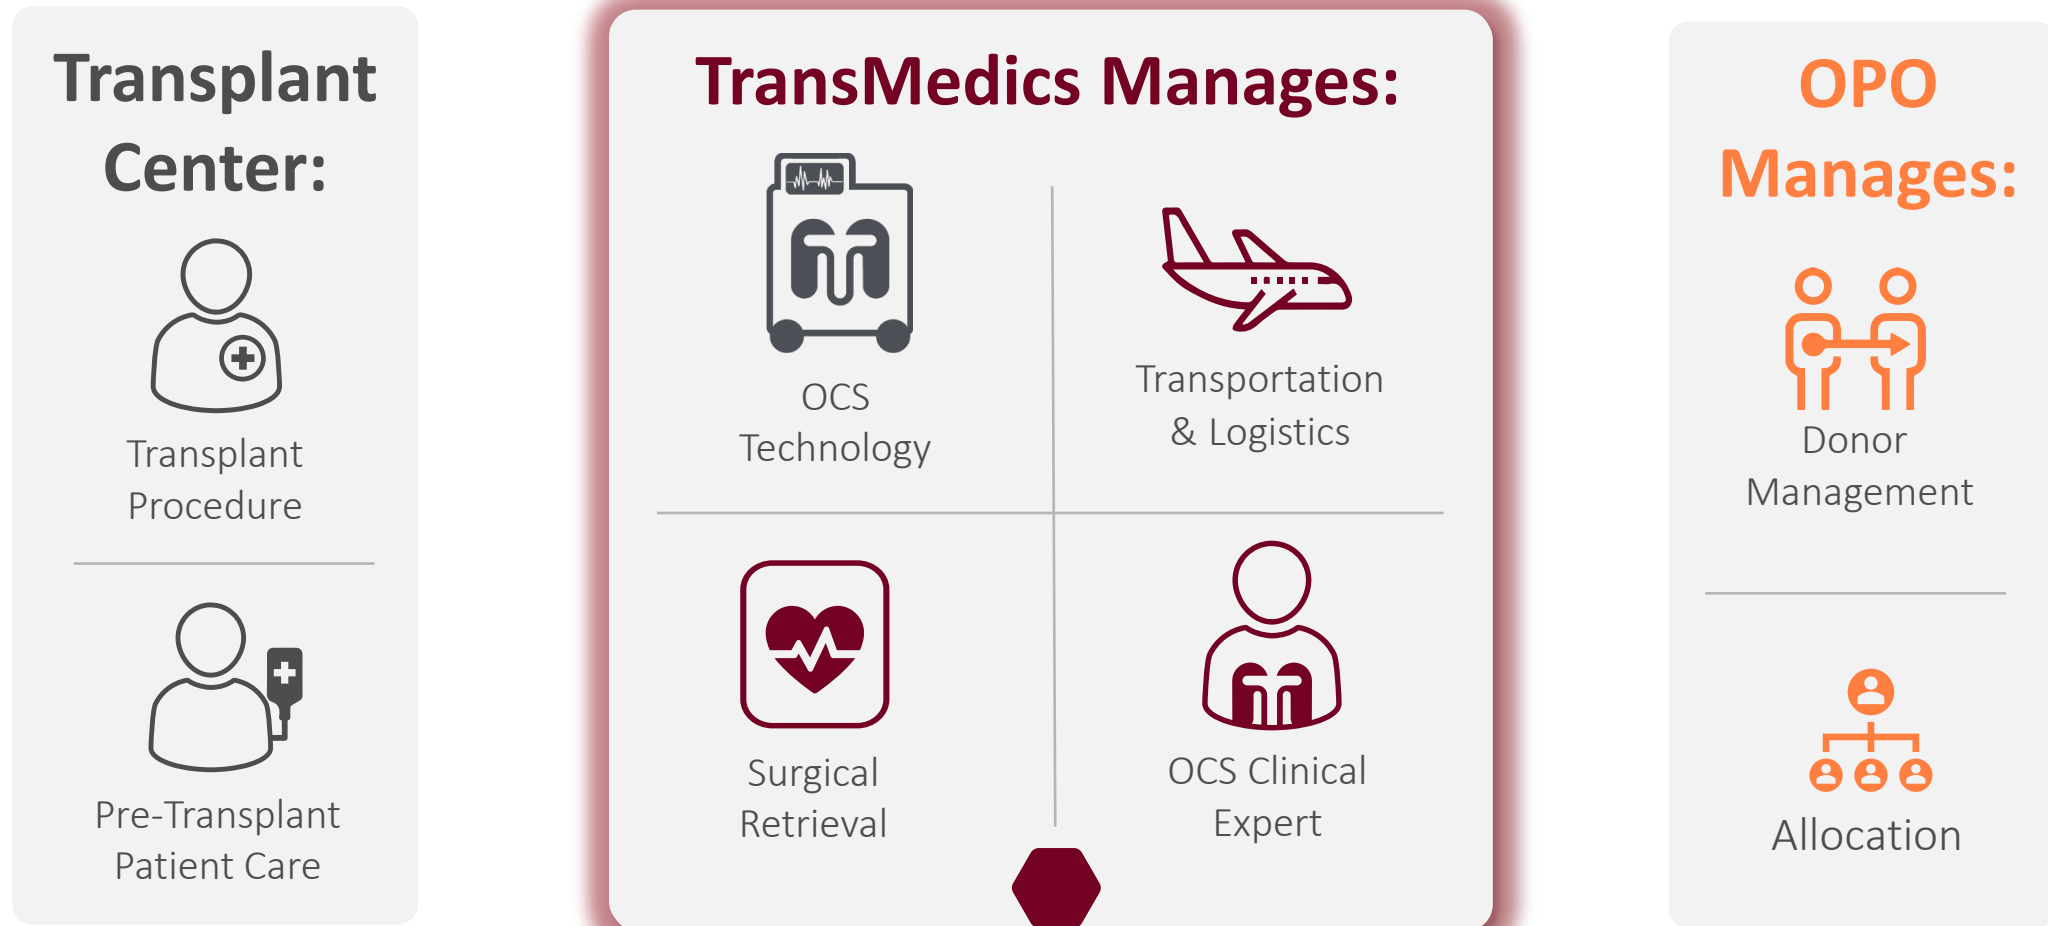 Transplant
Center:
Transplant
Procedure
Pre-Transplant
Patient Care
TransMedics Manages:
OCS
Technology
Transportation
& Logistics
Surgical
Retrieval
OCS Clinical
Expert
OPO
Manages:
Donor
Management
Allocation